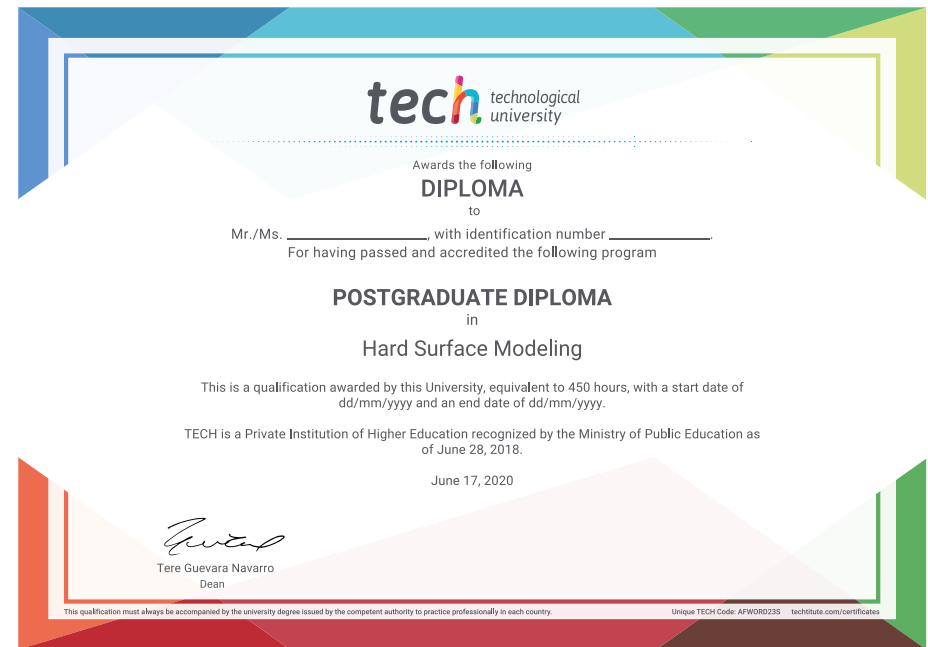 tech technological
university
Awards the following
DIPLOMA
to
Mr./Ms. ____________________, with identification number ______________.
For having passed and accredited the following program
POSTGRADUATE DIPLOMA
in
Hard Surface Modeling
This is a qualification awarded by this University, equivalent to 450 hours, with a start date of
dd/mm/yyyy and an end date of dd/mm/yyyy.
TECH is a Private Institution of Higher Education recognized by the Ministry of Public Education as
of June 28, 2018.
June 17, 2020
Tere Guevara Navarro
Dean
This qualification must always be accompanied by the university degree issued by the competent authority to practice professionally in each country.
Unique TECH Code: AFWORD23S techtitute.com/certificates